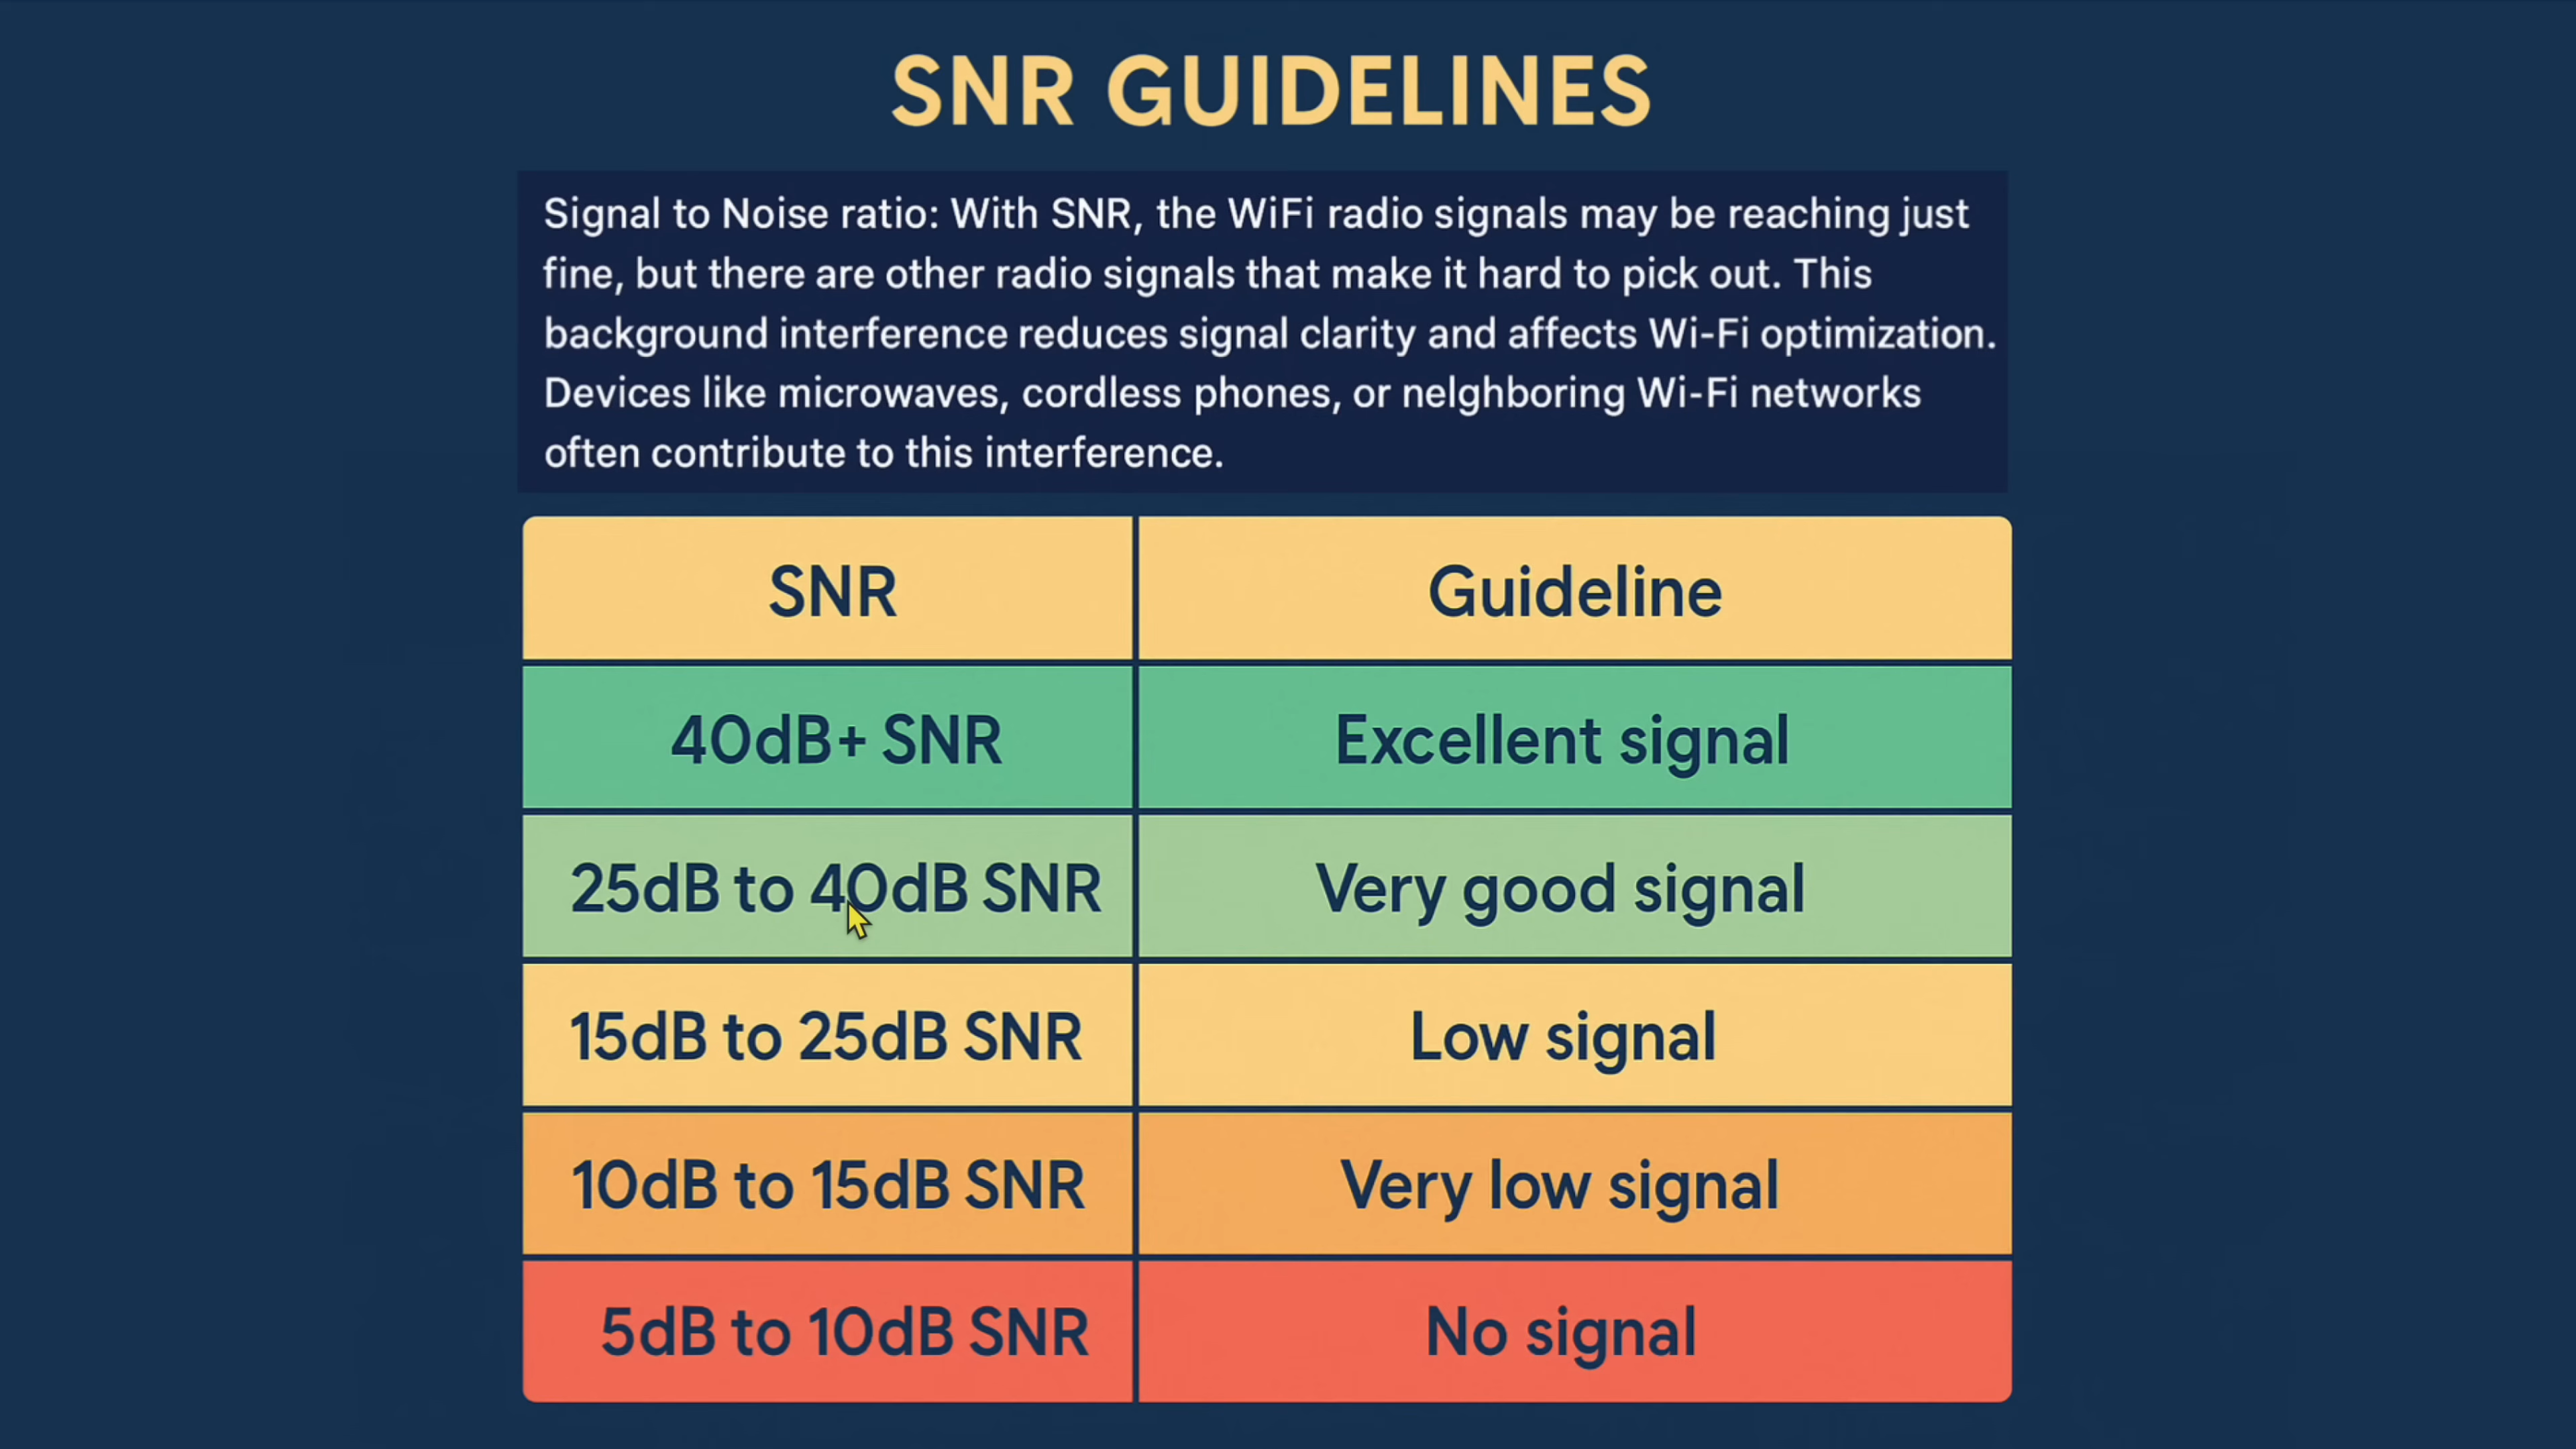 SNR GUIDELINES
Signal to Noise ratio: With SNR, the WiFi radio signals may be reaching just
fine, but there are other radio signals that make it hard to pick out. This
background interference reduces signal clarity and affects Wi-Fi optimization.
Devices like microwaves, cordless phones, or nelghboring Wi-Fi networks
often contribute to this interference.
SNR Guideline
40dB+ SNR Excellent signal
25dB to 40dB SNR Very good signal
15dB to 25dB SNR Low signal
10dB to 15dB SNR Very low signal
5dB to 10dB SNR No signal